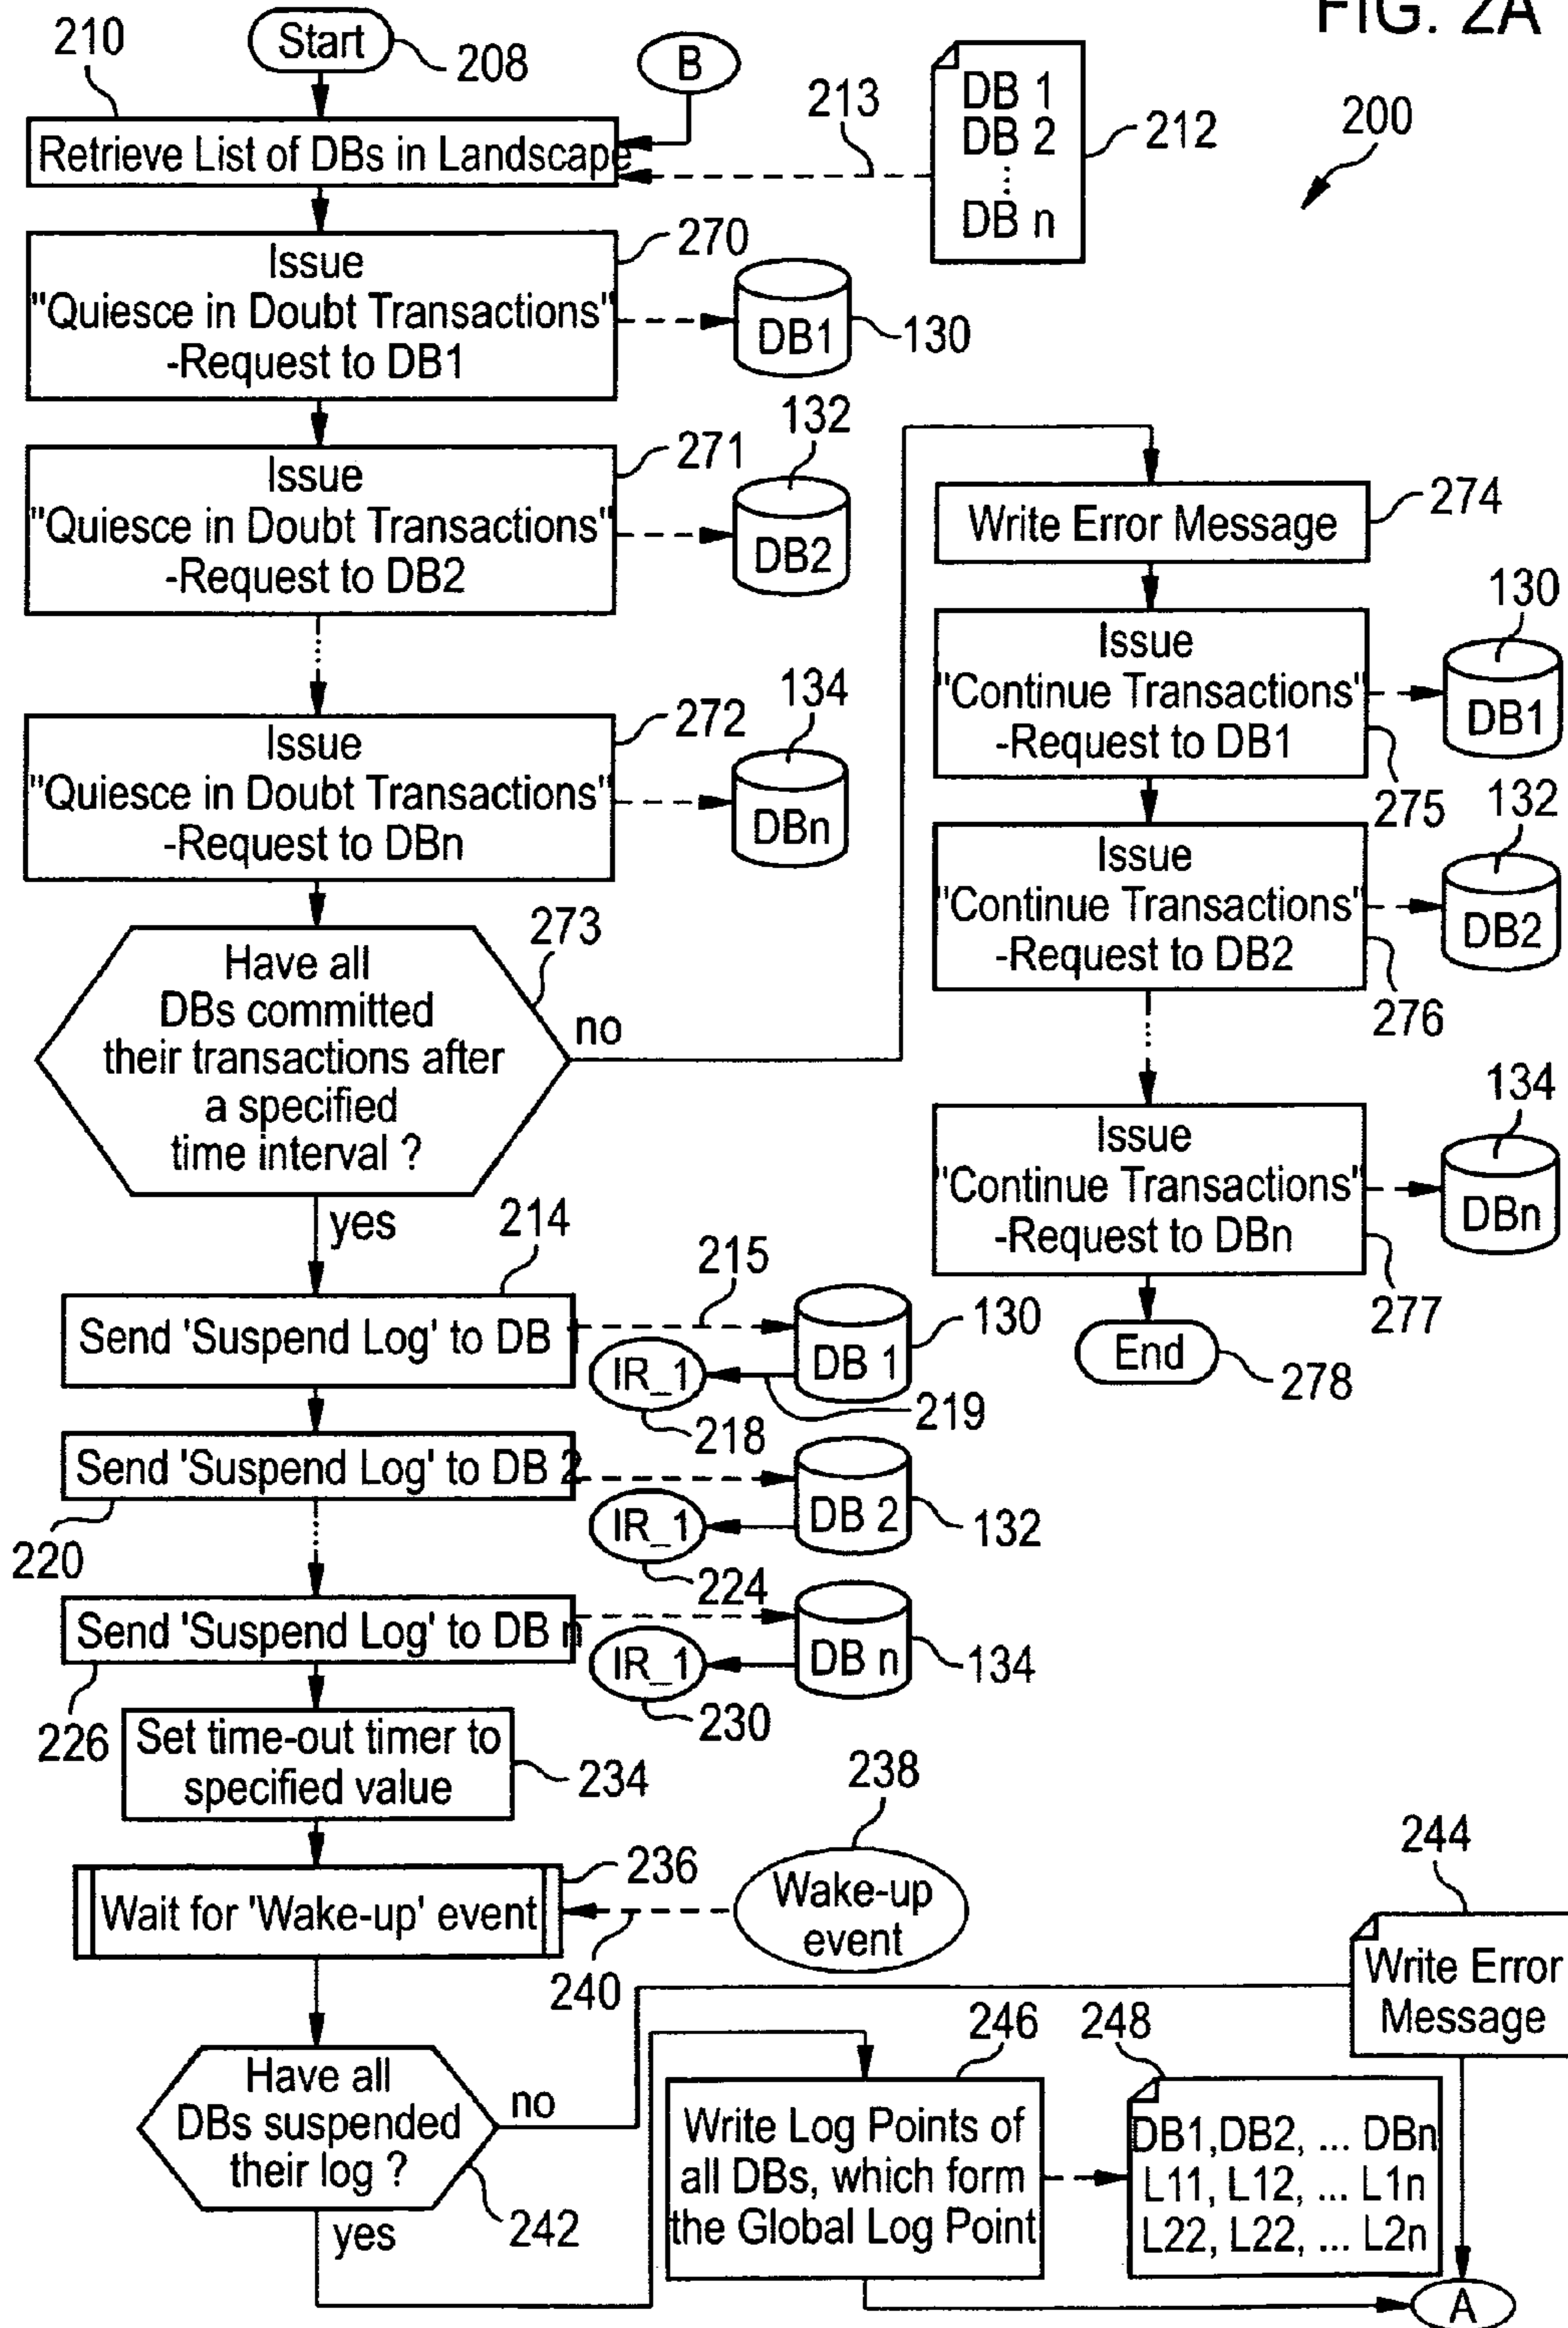 FIG. 2A
210
Start
208
B
213
DB 1
DB 2
DB n
212
200
Retrieve List of DBs in Landscape
270
Issue
"Quiesce in Doubt Transactions"
-Request to DB1
DB1
130
271
Issue
"Quiesce in Doubt Transactions"
-Request to DB2
132
DB2
272
Issue
"Quiesce in Doubt Transactions"
-Request to DBn
134
DBn
273
Have all
DBs committed
their transactions after
a specified
time interval ?
no
yes
Write Error Message
274
Issue
"Continue Transactions"
-Request to DB1
275
130
DB1
Issue
"Continue Transactions"
-Request to DB2
276
132
DB2
Issue
"Continue Transactions"
-Request to DBn
277
134
DBn
End
278
214
Send 'Suspend Log' to DB 1
215
DB 1
130
IR_1
218
219
Send 'Suspend Log' to DB 2
220
DB 2
132
IR_1
224
Send 'Suspend Log' to DB n
226
DB n
134
IR_1
230
Set time-out timer to
specified value
234
236
Wait for 'Wake-up' event
238
Wake-up
event
240
Have all
DBs suspended
their log ?
no
242
yes
244
Write Error
Message
246
Write Log Points of
all DBs, which form
the Global Log Point
248
DB1,DB2, ... DBn
L11, L12, ... L1n
L22, L22, ... L2n
A